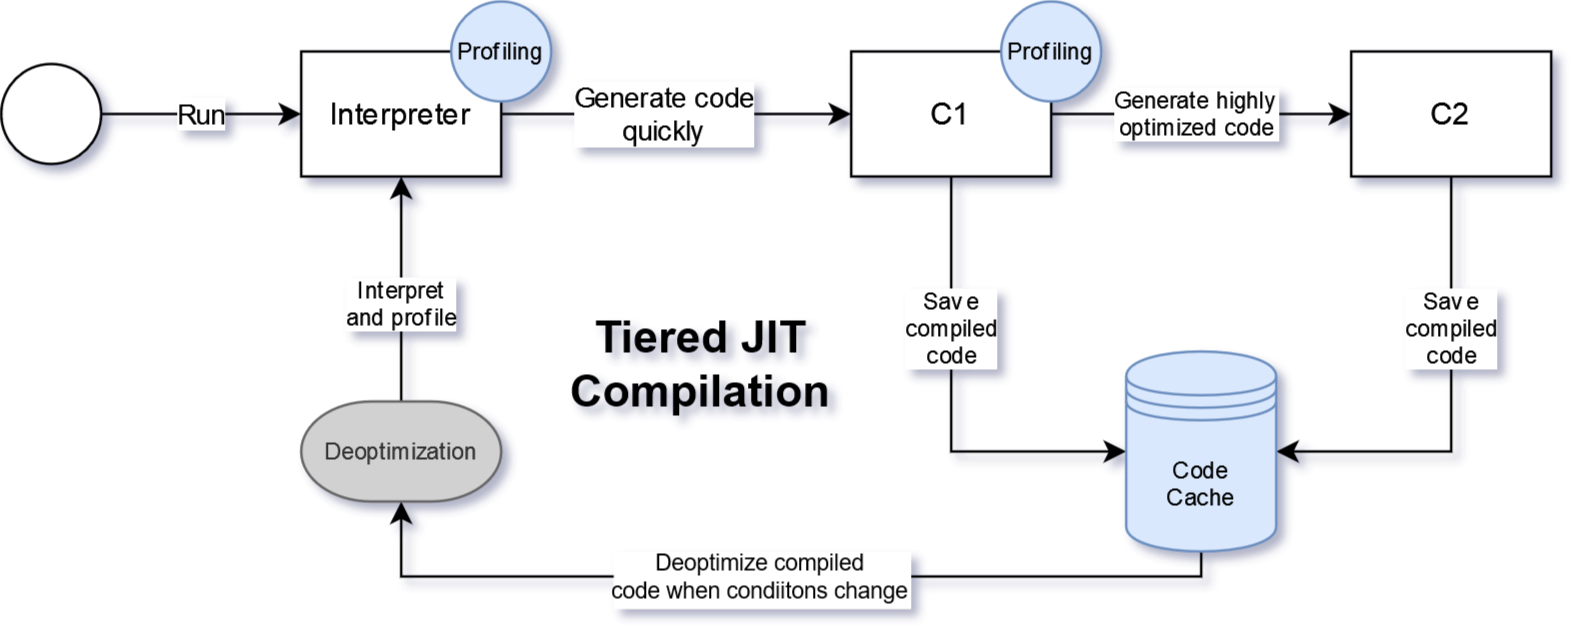 Profiling
Profiling
Run
Interpreter
Generate code
quickly
C1
Generate highly
optimized code
C2
Interpret
and profile
Tiered JIT
Compilation
Save
compiled
code
Save
compiled
code
Deoptimization
Code
Cache
Deoptimize compiled
code when condiitons change